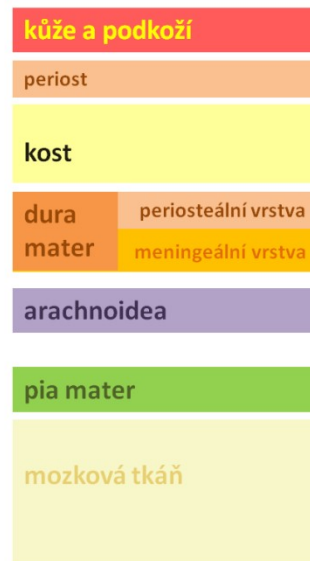 kůže a podkoží
periost
kost
dura
mater
periosteální vrstva
meningeální vrstva
arachnoidea
pia mater
mozková tkáň